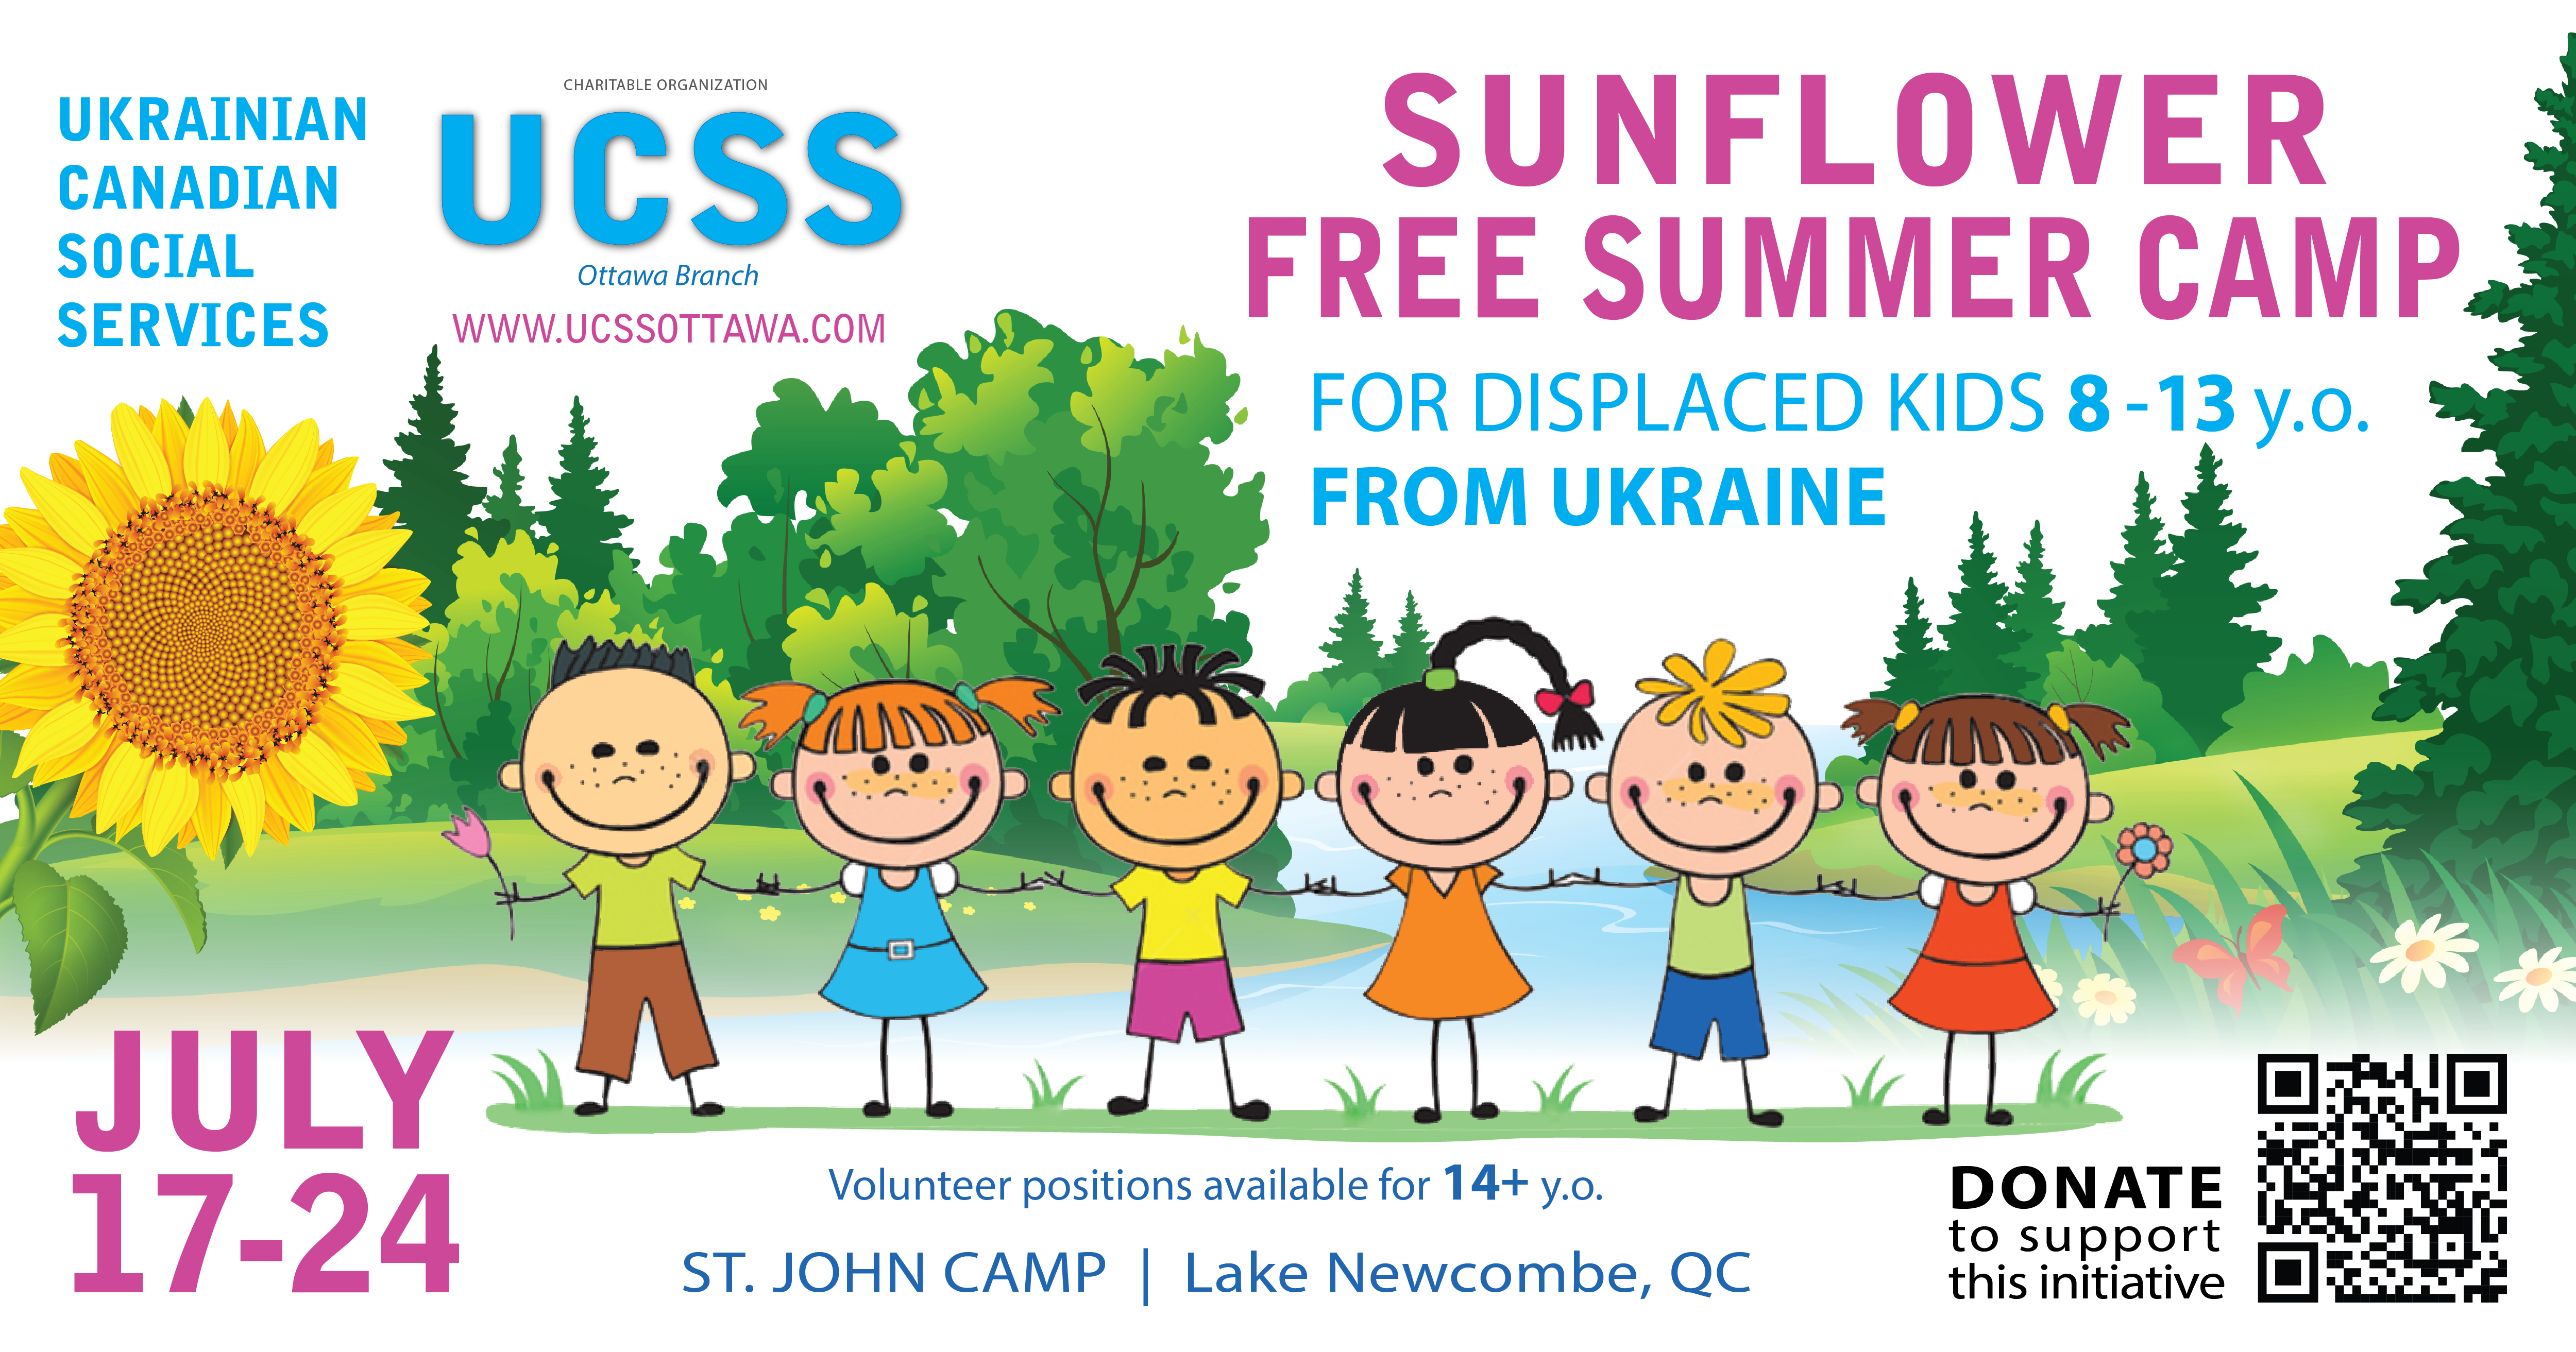 UKRAINIAN
CANADIAN
SOCIAL
SERVICES
CHARITABLE ORGANIZATION
UCSS
Ottawa Branch
WWW.UCSSOTTAWA.COM
SUNFLOWER
FREE SUMMER CAMP
FOR DISPLACED KIDS 8 -13 y.o.
FROM UKRAINE
JULY
17-24
Volunteer positions available for 14+ y.o.
ST. JOHN CAMP | Lake Newcombe, QC
DONATE
to support
this initiative